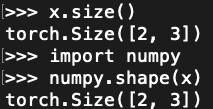 >>> x.size()
torch.Size([2, 3])
>>> import numpy
>>> numpy.shape(x)
torch.Size([2, 3])